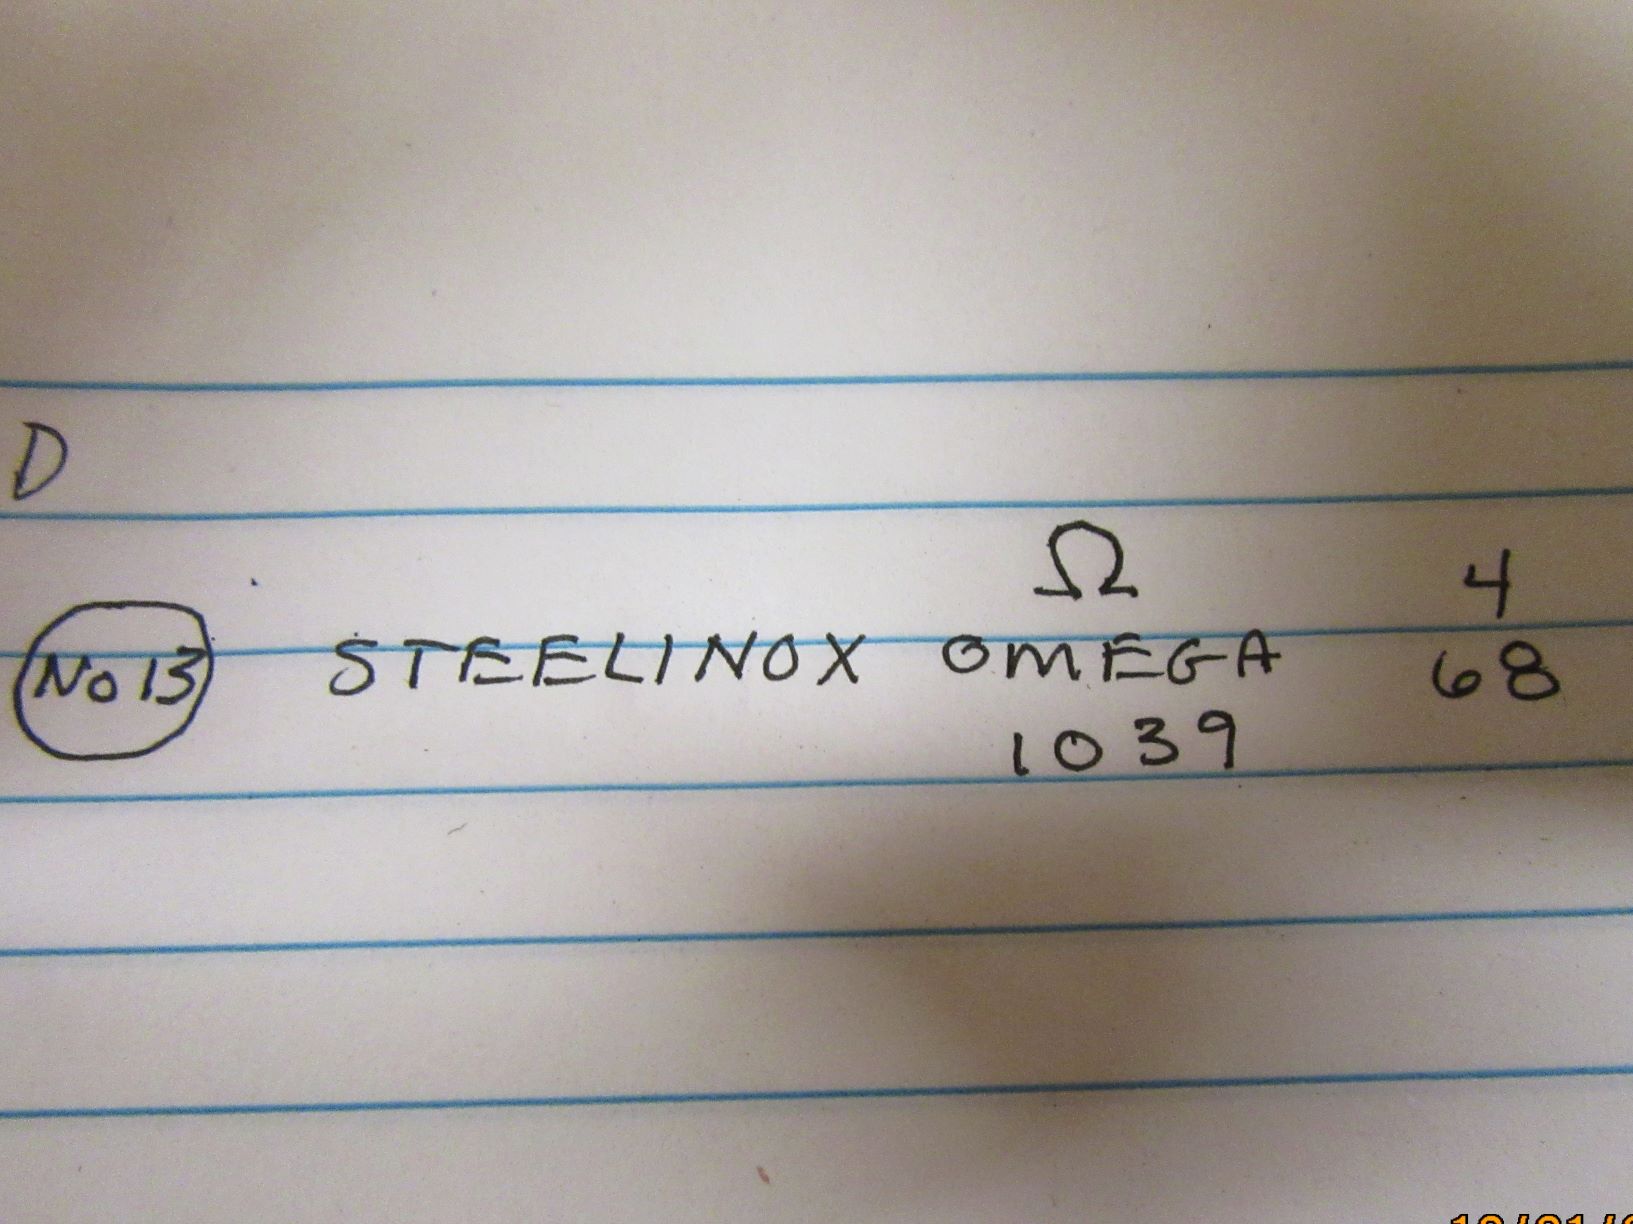 D
Ω 4
No 13 STEELINOX OMEGA 68
1039